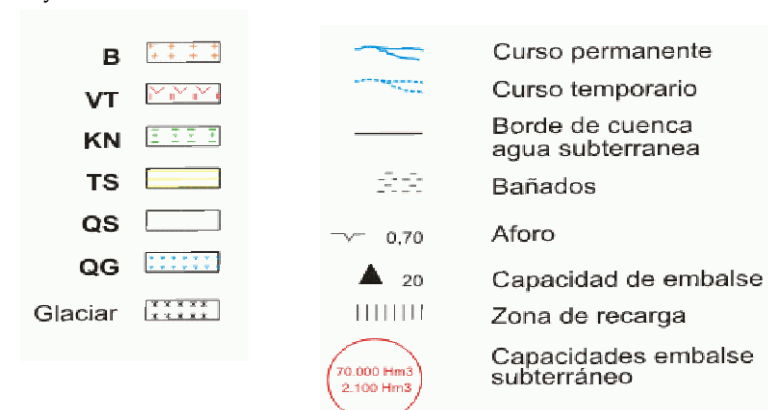 B
VT
KN
TS
QS
QG
Glaciar
Curso permanente
Curso temporario
Borde de cuenca
agua subterranea
Bañados
0,70 Aforo
20 Capacidad de embalse
Zona de recarga
70.000 Hm3
2.100 Hm3
Capacidades embalse
subterráneo